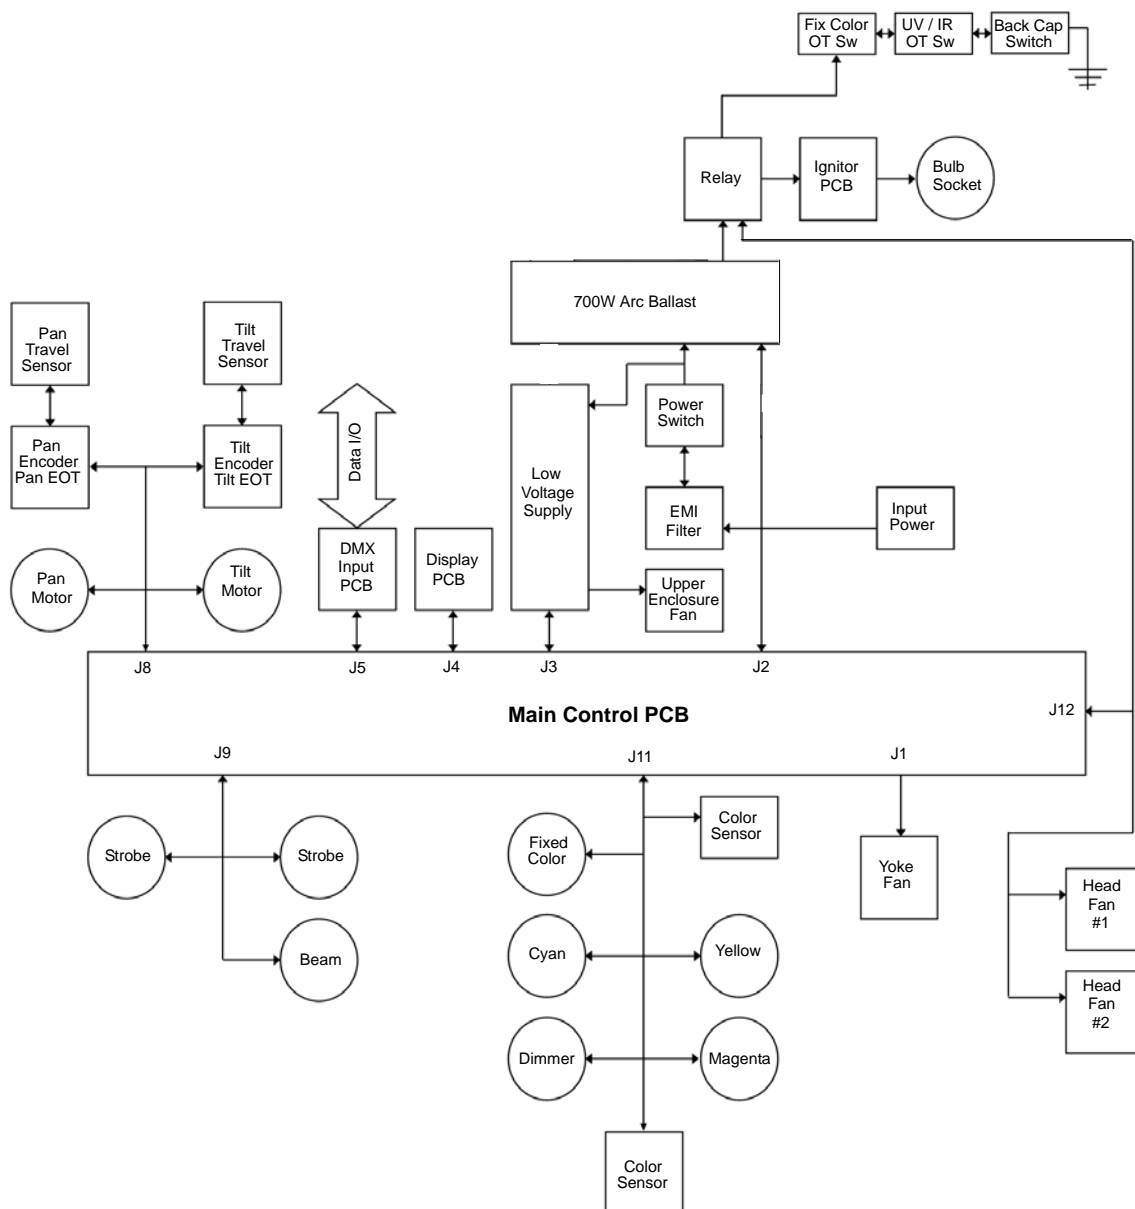 Fix Color
OT Sw
UV / IR
OT Sw
Back Cap
Switch
Relay
Ignitor
PCB
Bulb
Socket
700W Arc Ballast
Pan
Travel
Sensor
Tilt
Travel
Sensor
Pan
Encoder
Pan EOT
Tilt
Encoder
Tilt EOT
Data I/O
Low
Voltage
Supply
Power
Switch
EMI
Filter
Input
Power
Pan
Motor
Tilt
Motor
DMX
Input
PCB
Display
PCB
Upper
Enclosure
Fan
J8
J5
J4
J3
J2
Main Control PCB
J12
J9
J11
J1
Strobe
Strobe
Beam
Fixed
Color
Color
Sensor
Cyan
Yellow
Dimmer
Magenta
Color
Sensor
Yoke
Fan
Head
Fan
#1
Head
Fan
#2